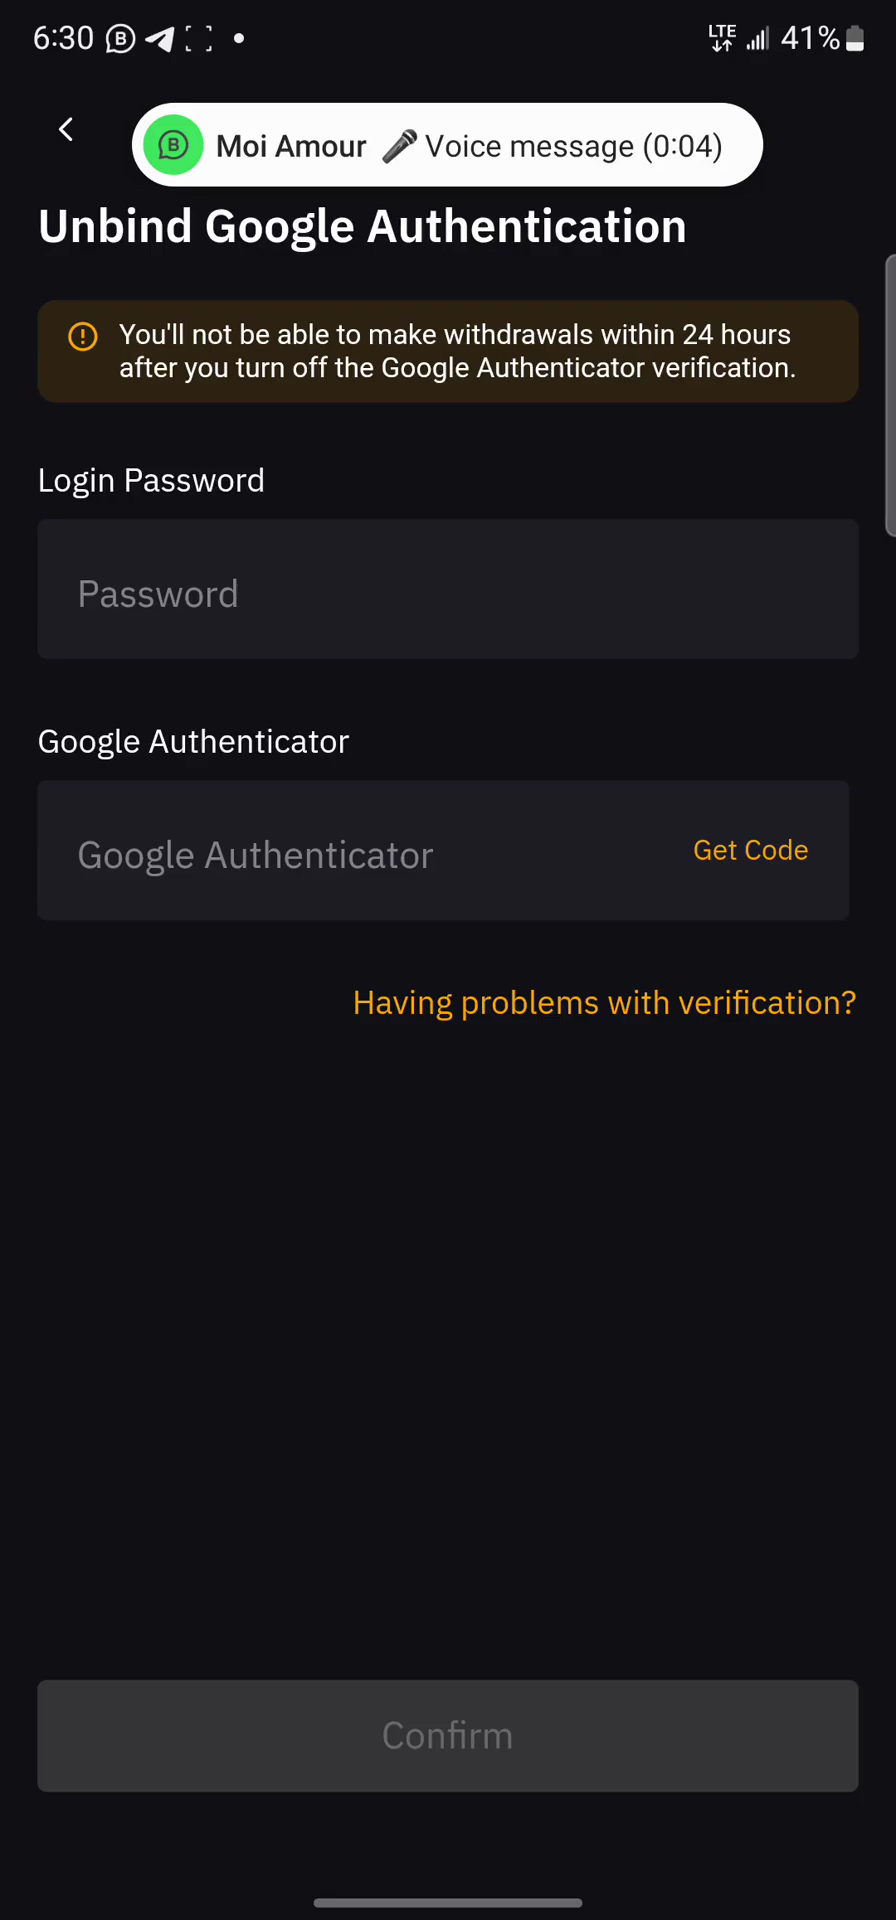 6:30
LTE
41%
Moi Amour 🎤 Voice message (0:04)
Unbind Google Authentication
You'll not be able to make withdrawals within 24 hours
after you turn off the Google Authenticator verification.
Login Password
Password
Google Authenticator
Google Authenticator
Get Code
Having problems with verification?
Confirm